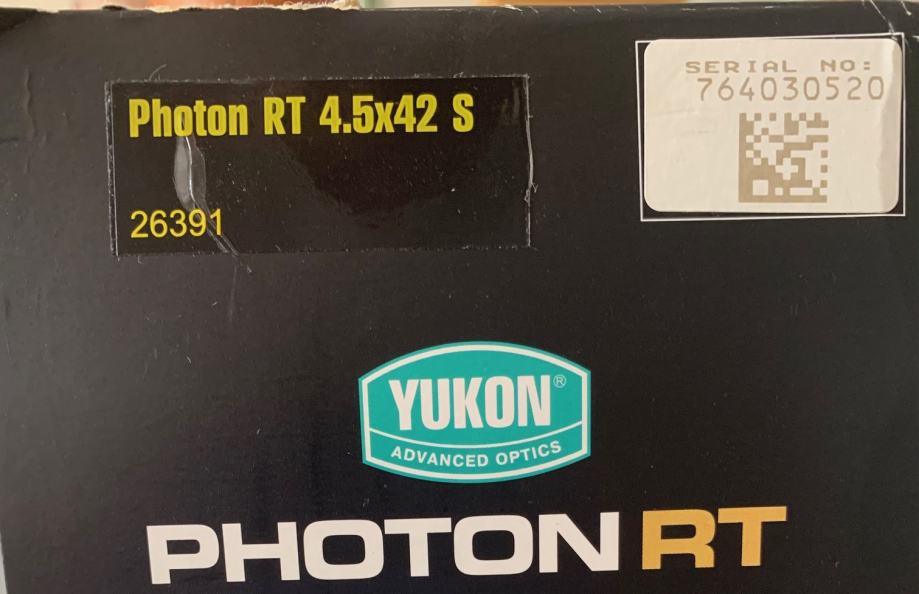 Photon RT 4.5x42 S
26391
SERIAL NO:
764030520
YUKON®
ADVANCED OPTICS
PHOTON RT